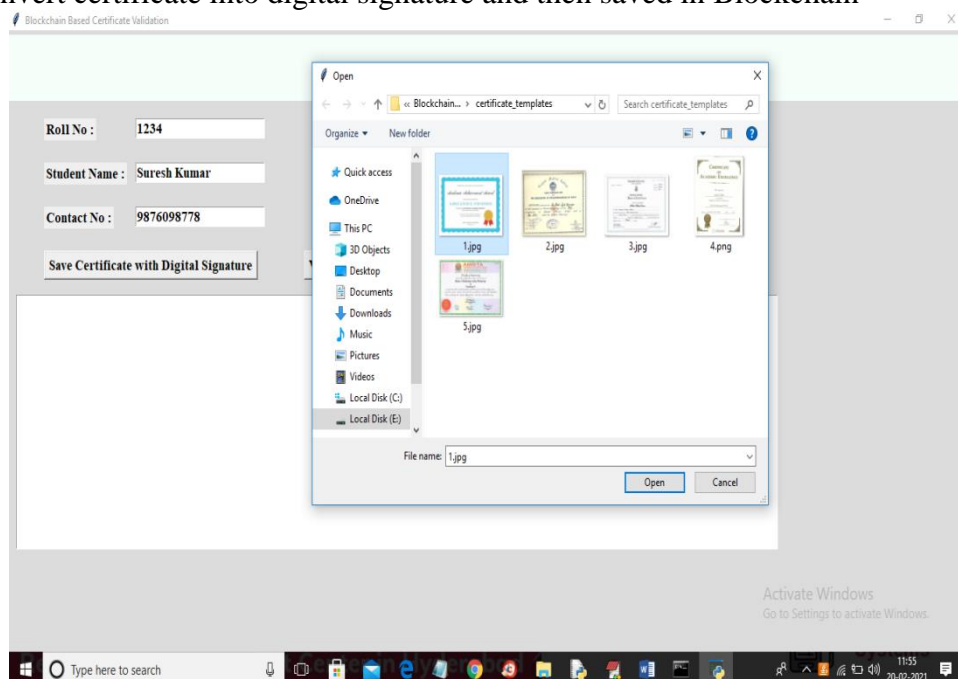 nvert certificate into digital signature and then saved in Blockchain
Blockchain Based Certificate Validation
Open
« Blockchain... › certificate_templates
Search certificate_templates
Organize
New folder
Roll No :
1234
Student Name :
Suresh Kumar
Contact No :
9876098778
Save Certificate with Digital Signature
Quick access
OneDrive
This PC
3D Objects
Desktop
Documents
Downloads
Music
Pictures
Videos
Local Disk (C:)
Local Disk (E:)
1.jpg
2.jpg
3.jpg
4.png
5.jpg
File name:
1.jpg
Open
Cancel
Activate Windows
Go to Settings to activate Windows.
Type here to search
11:55
20-02-2021